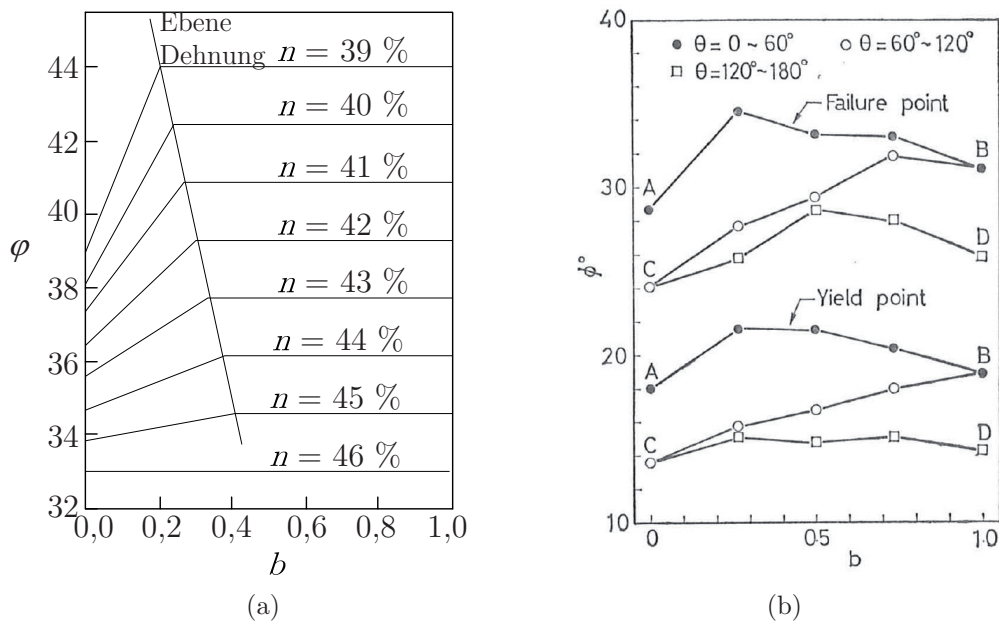 Ebene
Dehnung
n = 39 %
44
n = 40 %
42
n = 41 %
40
n = 42 %
φ
38
n = 43 %
36
n = 44 %
n = 45 %
34
n = 46 %
32
0,0 0,2 0,4 0,6 0,8 1,0
b
(a)
40
● θ = 0 ~ 60° ○ θ = 60° ~ 120°
□ θ = 120° ~ 180°
Failure point
B
A
30
D
C
ϕ°
Yield point
20
B
A
D
C
10
0 0.5 1.0
b
(b)